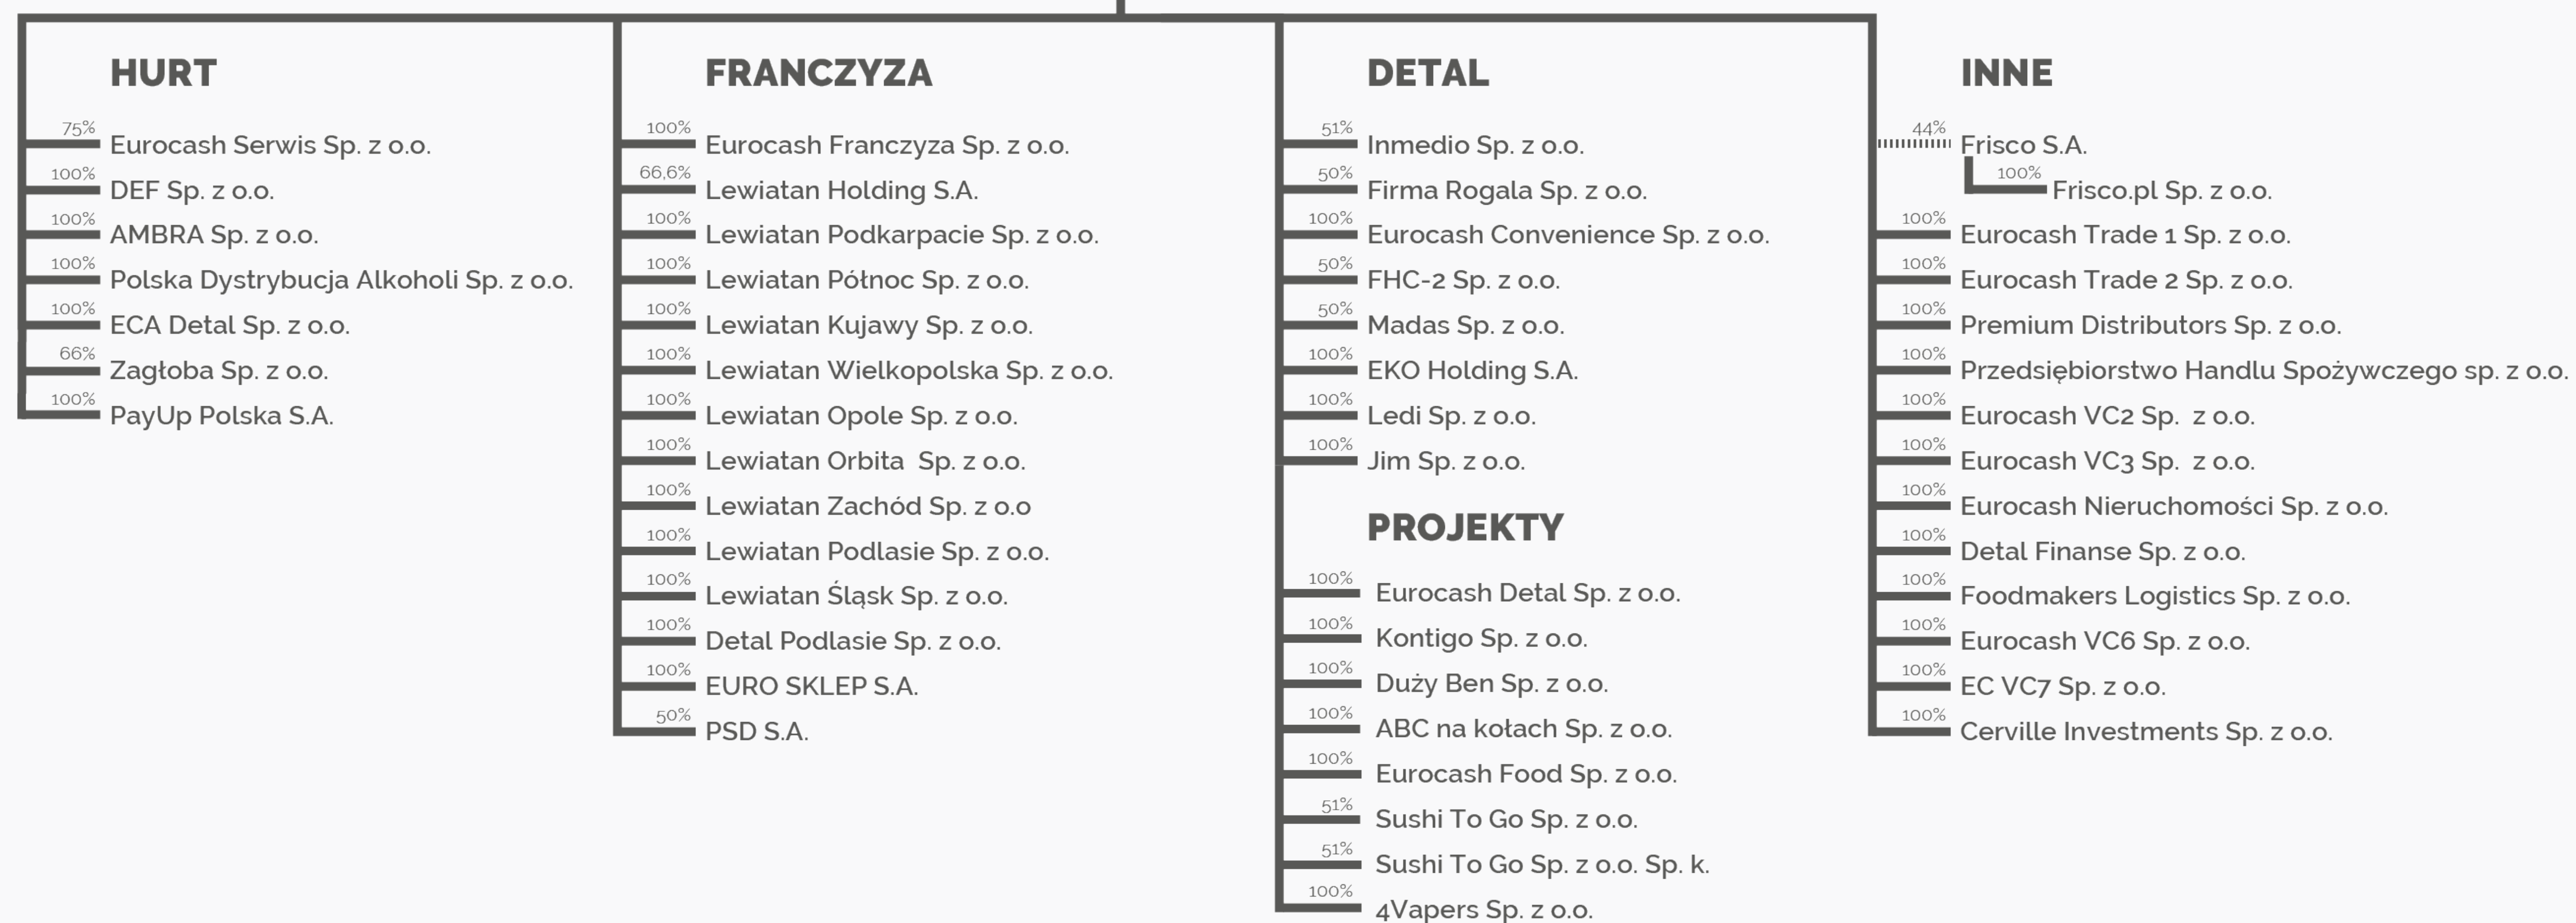 HURT
75%
Eurocash Serwis Sp. z o.o.
100%
DEF Sp. z o.o.
100%
AMBRA Sp. z o.o.
100%
Polska Dystrybucja Alkoholi Sp. z o.o.
100%
ECA Detal Sp. z o.o.
66%
Zagłoba Sp. z o.o.
100%
PayUp Polska S.A.
FRANCZYZA
100%
Eurocash Franczyza Sp. z o.o.
66,6%
Lewiatan Holding S.A.
100%
Lewiatan Podkarpacie Sp. z o.o.
100%
Lewiatan Północ Sp. z o.o.
100%
Lewiatan Kujawy Sp. z o.o.
100%
Lewiatan Wielkopolska Sp. z o.o.
100%
Lewiatan Opole Sp. z o.o.
100%
Lewiatan Orbita Sp. z o.o.
100%
Lewiatan Zachód Sp. z o.o
100%
Lewiatan Podlasie Sp. z o.o.
100%
Lewiatan Śląsk Sp. z o.o.
100%
Detal Podlasie Sp. z o.o.
100%
EURO SKLEP S.A.
50%
PSD S.A.
DETAL
51%
Inmedio Sp. z o.o.
50%
Firma Rogala Sp. z o.o.
100%
Eurocash Convenience Sp. z o.o.
50%
FHC-2 Sp. z o.o.
50%
Madas Sp. z o.o.
100%
EKO Holding S.A.
100%
Ledi Sp. z o.o.
100%
Jim Sp. z o.o.
PROJEKTY
100%
Eurocash Detal Sp. z o.o.
100%
Kontigo Sp. z o.o.
100%
Duży Ben Sp. z o.o.
100%
ABC na kołach Sp. z o.o.
100%
Eurocash Food Sp. z o.o.
51%
Sushi To Go Sp. z o.o.
51%
Sushi To Go Sp. z o.o. Sp. k.
100%
4Vapers Sp. z o.o.
INNE
44%
Frisco S.A.
100%
Frisco.pl Sp. z o.o.
100%
Eurocash Trade 1 Sp. z o.o.
100%
Eurocash Trade 2 Sp. z o.o.
100%
Premium Distributors Sp. z o.o.
100%
Przedsiębiorstwo Handlu Spożywczego sp. z o.o.
100%
Eurocash VC2 Sp. z o.o.
100%
Eurocash VC3 Sp. z o.o.
100%
Eurocash Nieruchomości Sp. z o.o.
100%
Detal Finanse Sp. z o.o.
100%
Foodmakers Logistics Sp. z o.o.
100%
Eurocash VC6 Sp. z o.o.
100%
EC VC7 Sp. z o.o.
100%
Cerville Investments Sp. z o.o.